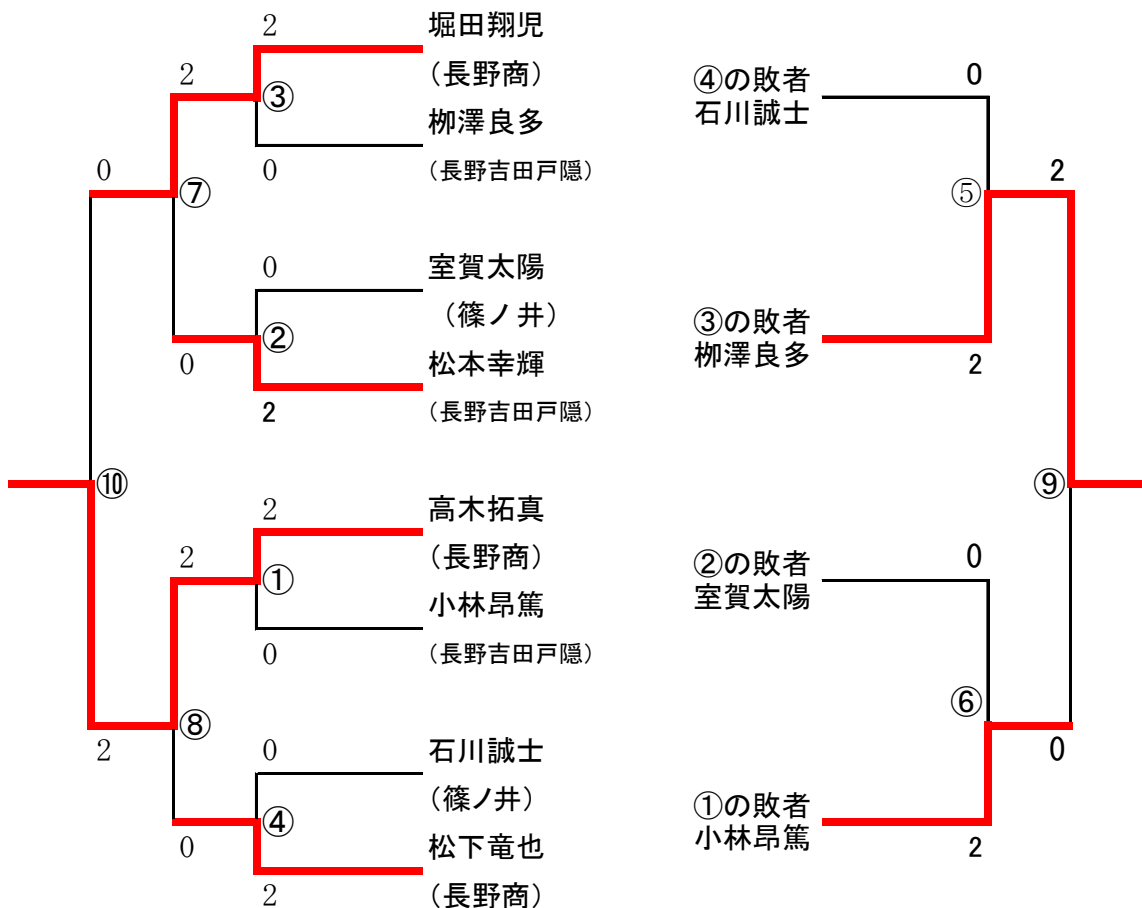 2
堀田翔児
2
(長野商)
③
④の敗者
0
石川誠士
栁澤良多
0
0
(長野吉田戸隠)
⑦
⑤
2
0
室賀太陽
(篠ノ井)
③の敗者
②
0
松本幸輝
栁澤良多
2
2
(長野吉田戸隠)
⑩
⑨
2
高木拓真
2
(長野商)
②の敗者
0
①
室賀太陽
小林昂篤
0
(長野吉田戸隠)
⑧
⑥
2
0
石川誠士
0
(篠ノ井)
①の敗者
④
0
松下竜也
小林昂篤
2
2
(長野商)